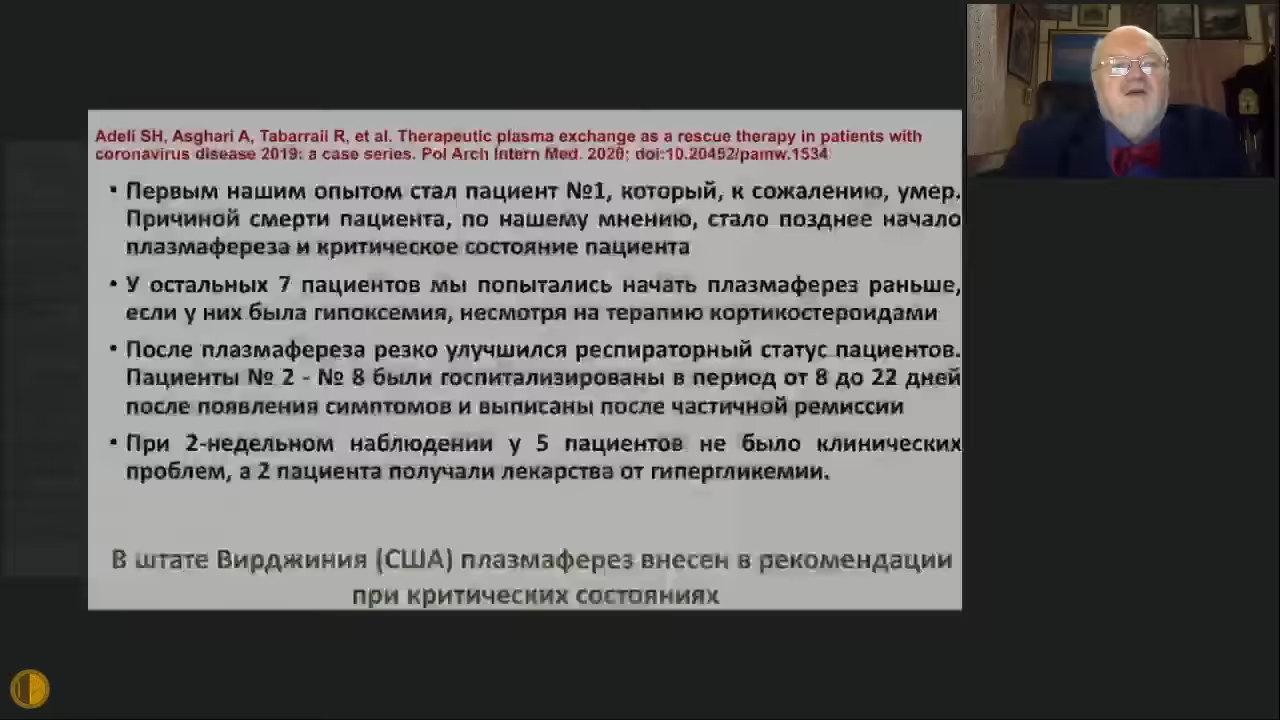 Adeli SH, Asghari A, Tabarraii R, et al. Therapeutic plasma exchange as a rescue therapy in patients with
coronavirus disease 2019: a case series. Pol Arch Intern Med. 2020; doi:10.20452/pamw.1534
• Первым нашим опытом стал пациент №1, который, к сожалению, умер.
Причиной смерти пациента, по нашему мнению, стало позднее начало
плазмафереза и критическое состояние пациента
• У остальных 7 пациентов мы попытались начать плазмаферез раньше,
если у них была гипоксемия, несмотря на терапию кортикостероидами
• После плазмафереза резко улучшился респираторный статус пациентов.
Пациенты № 2 - № 8 были госпитализированы в период от 8 до 22 дней
после появления симптомов и выписаны после частичной ремиссии
• При 2-недельном наблюдении у 5 пациентов не было клинических
проблем, а 2 пациента получали лекарства от гипергликемии.
В штате Вирджиния (США) плазмаферез внесен в рекомендации
при критических состояниях